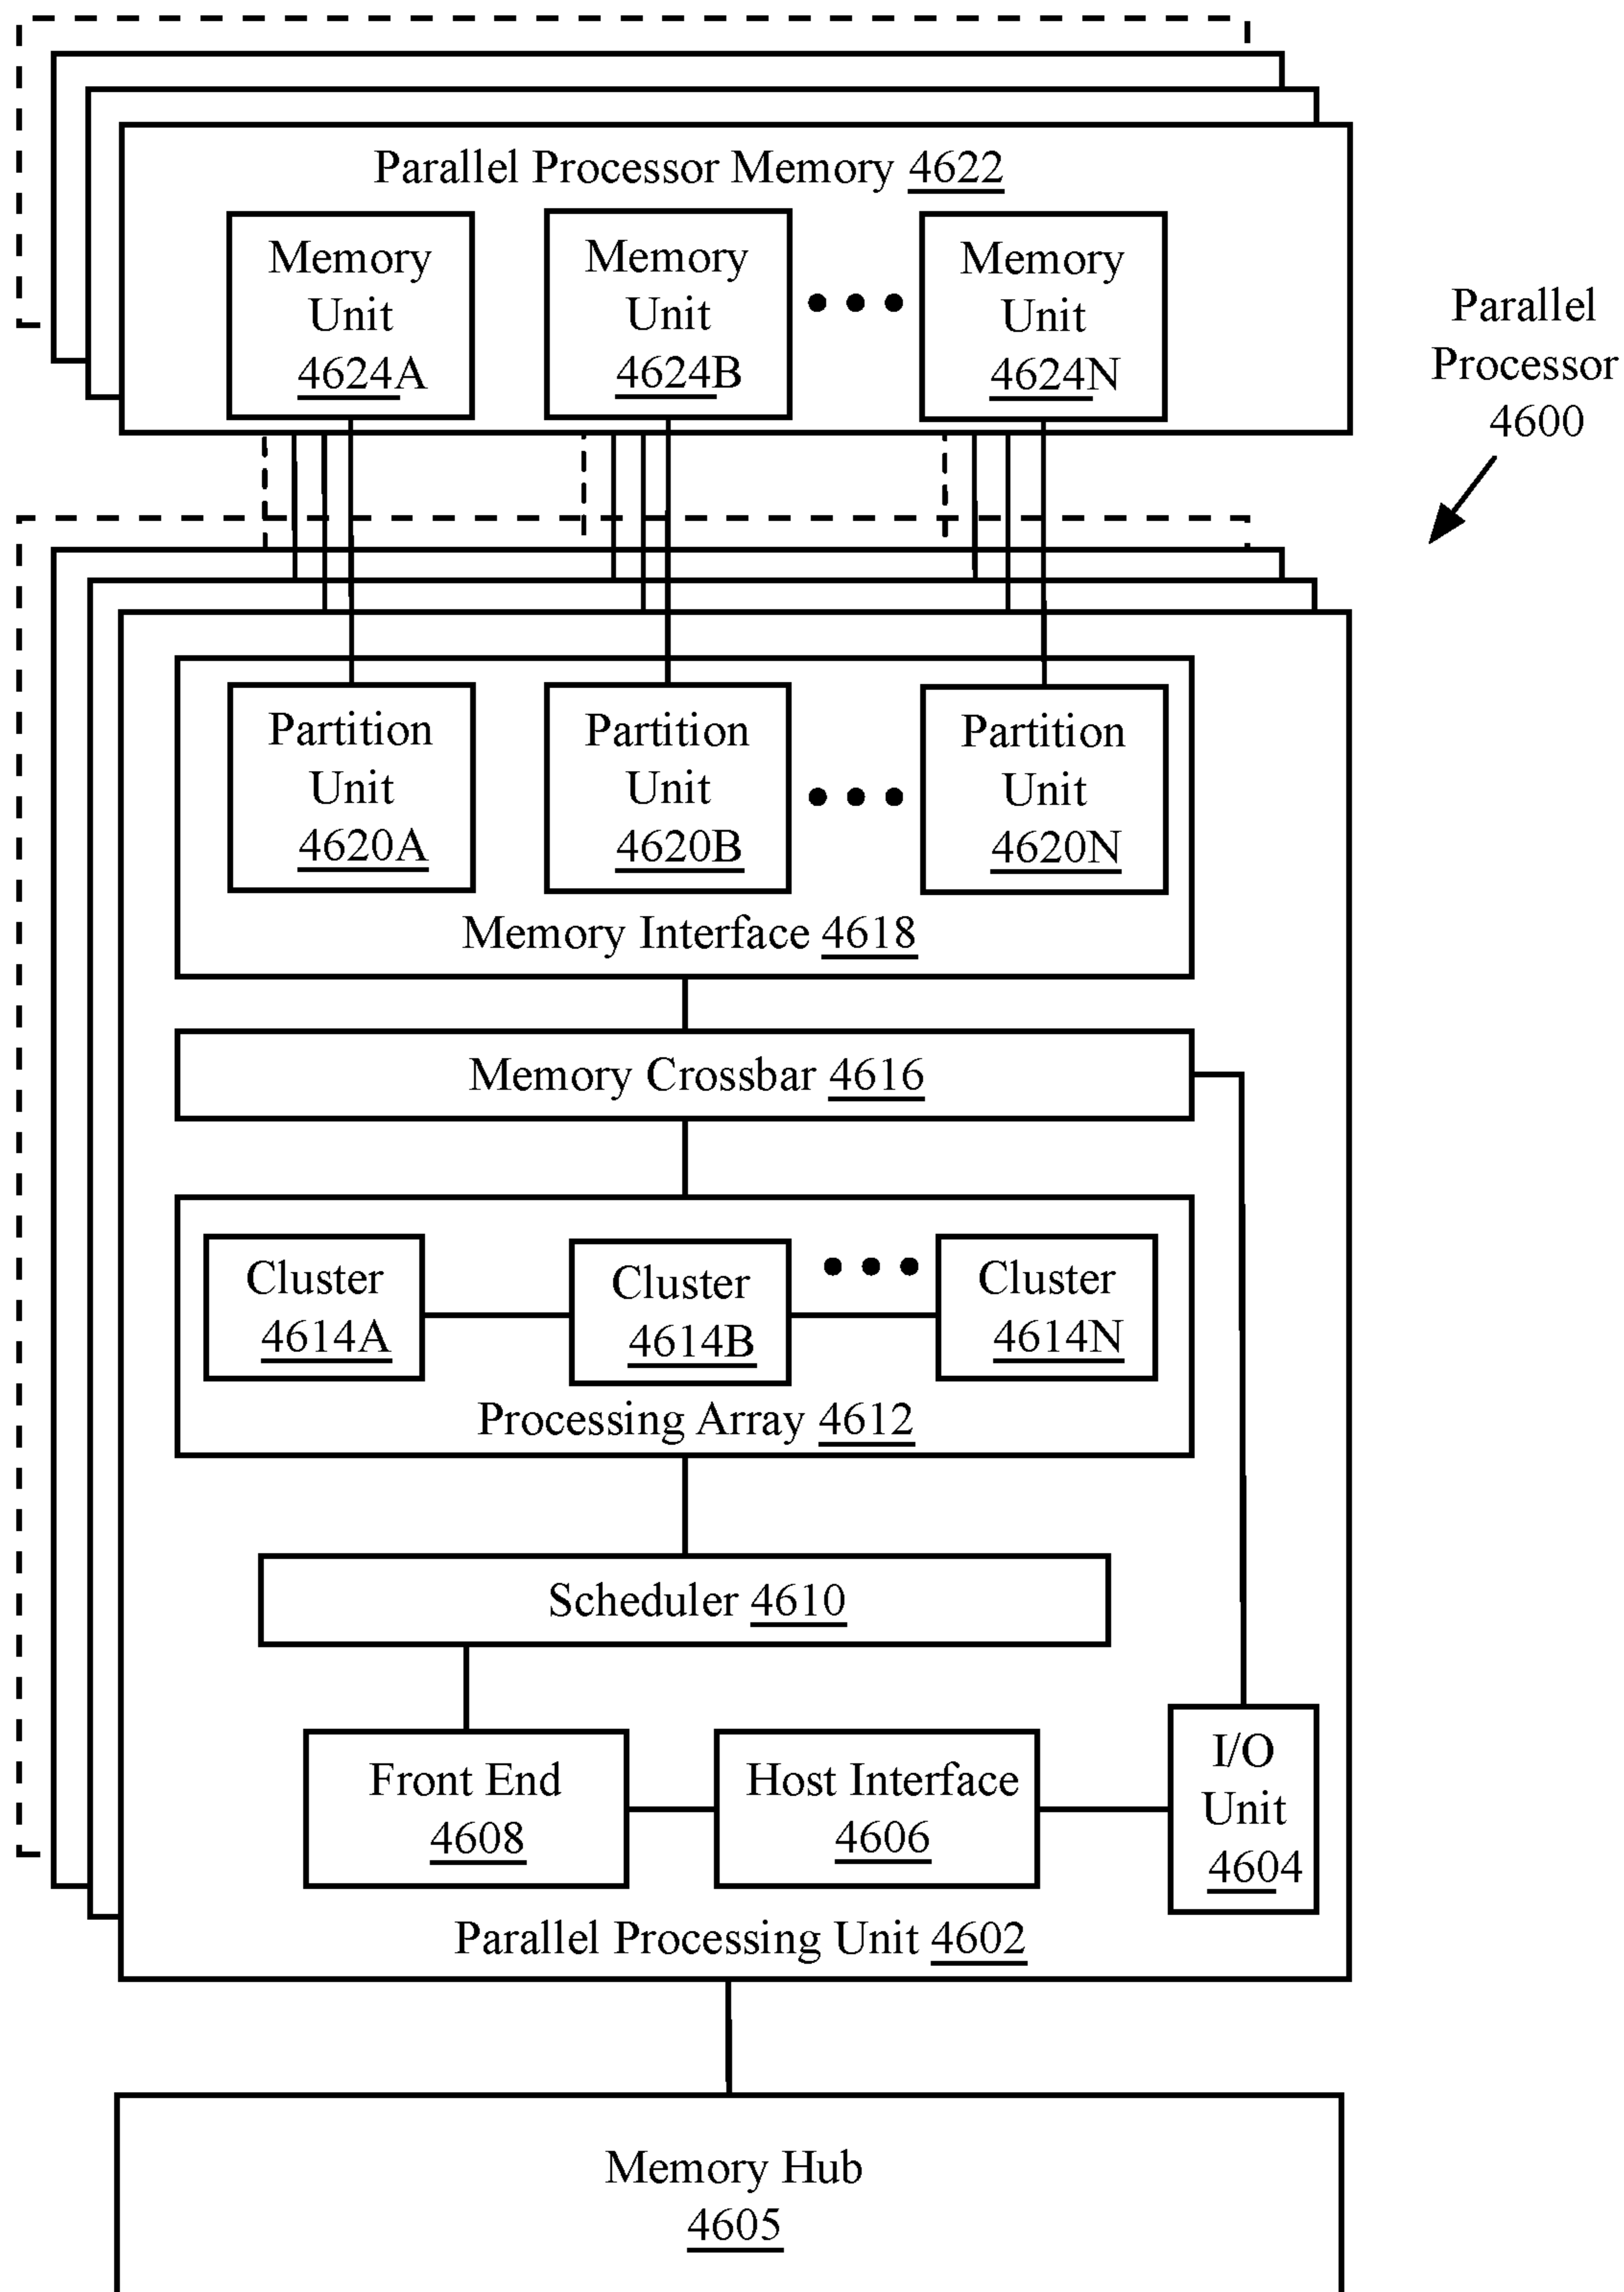 Parallel Processor Memory 4622
Memory
Unit
4624A
Memory
Unit
4624B
Memory
Unit
4624N
Parallel
Processor
4600
Partition
Unit
4620A
Partition
Unit
4620B
Partition
Unit
4620N
Memory Interface 4618
Memory Crossbar 4616
Cluster
4614A
Cluster
4614B
Cluster
4614N
Processing Array 4612
Scheduler 4610
Front End
4608
Host Interface
4606
I/O
Unit
4604
Parallel Processing Unit 4602
Memory Hub
4605